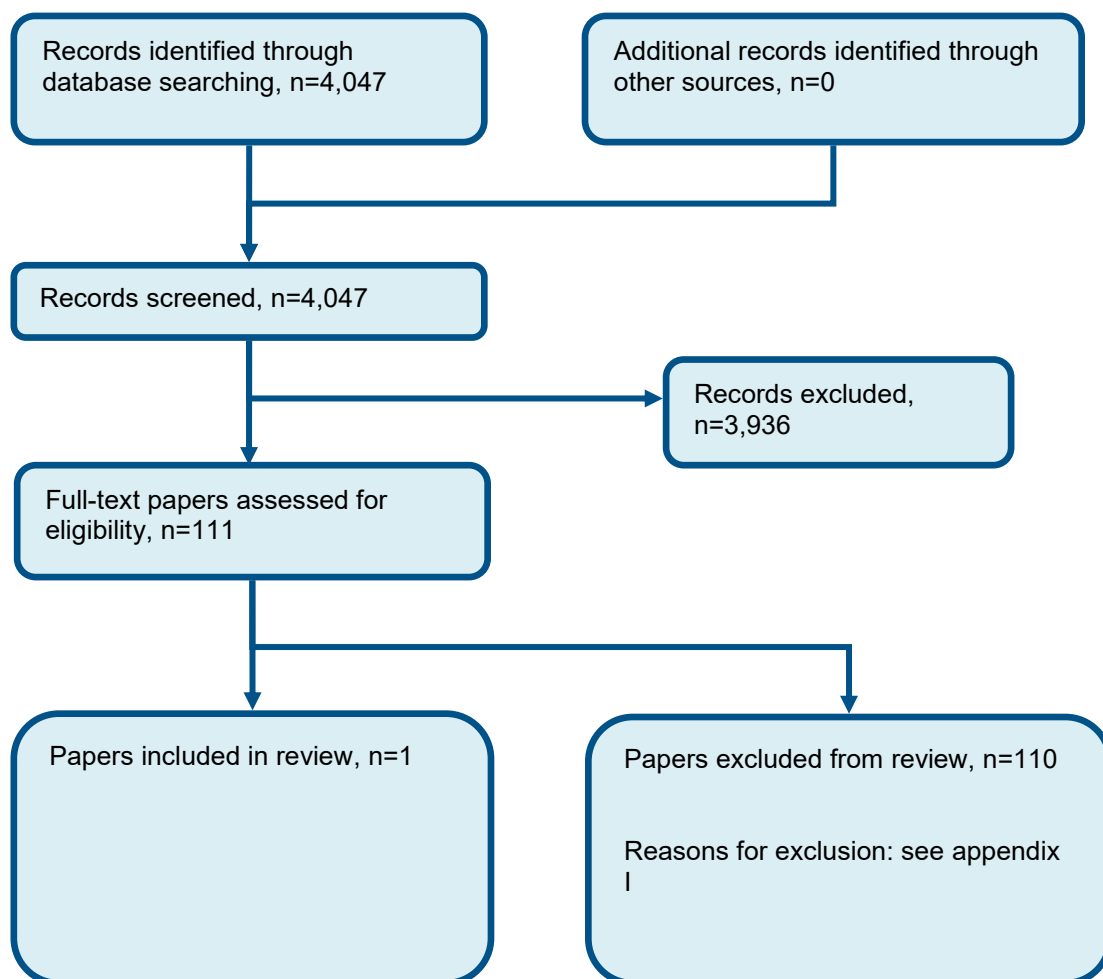 Records identified through
database searching, n=4,047
Additional records identified through
other sources, n=0
Records screened, n=4,047
Records excluded,
n=3,936
Full-text papers assessed for
eligibility, n=111
Papers included in review, n=1
Papers excluded from review, n=110
Reasons for exclusion: see appendix
I